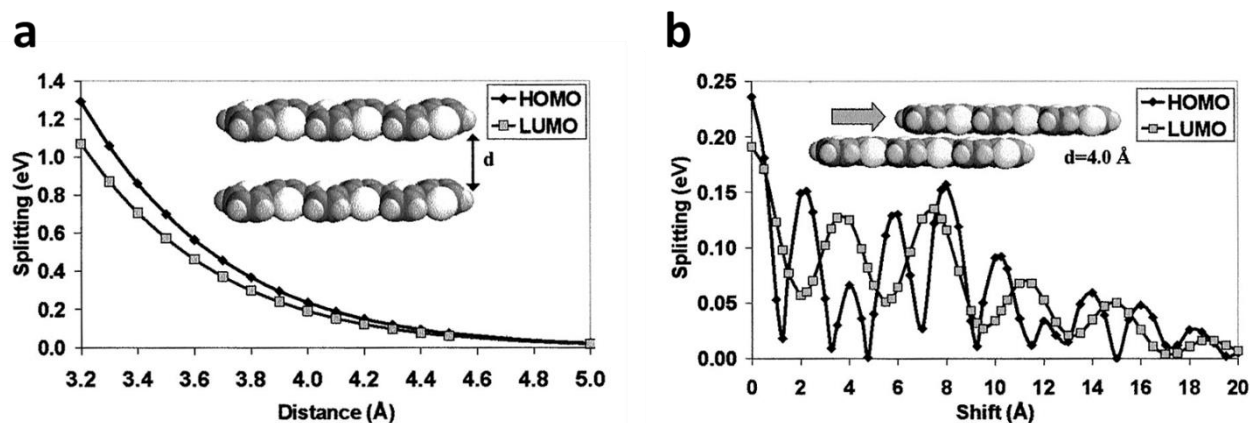 a
b
1.4
1.2
1.0
0.8
0.6
0.4
0.2
0.0
Splitting (eV)
HOMO
LUMO
d
3.2 3.4 3.6 3.8 4.0 4.2 4.4 4.6 4.8 5.0
Distance (Å)
0.25
0.20
0.15
0.10
0.05
0.00
Splitting (eV)
HOMO
LUMO
d=4.0 Å
0 2 4 6 8 10 12 14 16 18 20
Shift (Å)